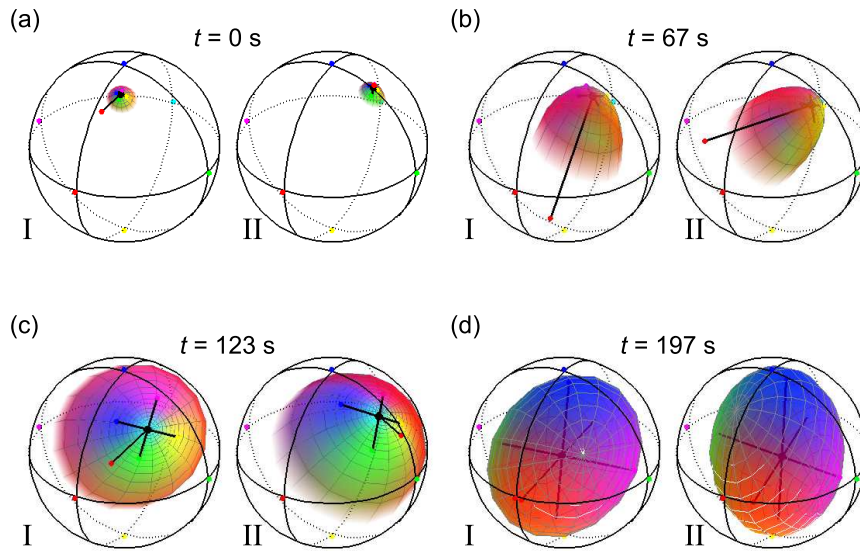 (a)
t = 0 s
(b)
t = 67 s
I
II
I
II
(c)
t = 123 s
(d)
t = 197 s
I
II
I
II